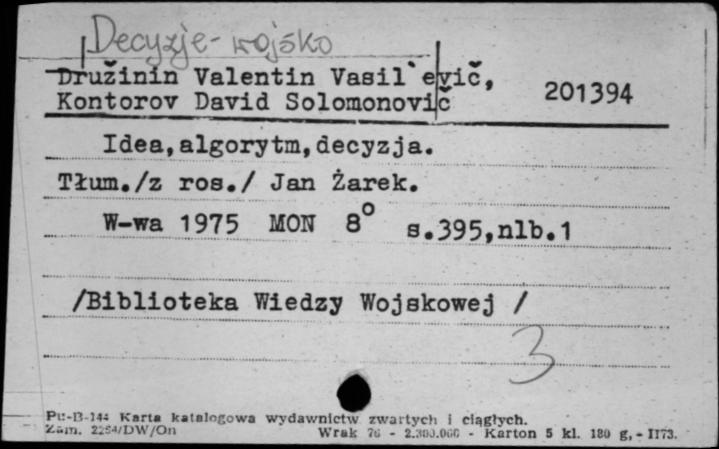 Decyzje - wojsko
Družinin Valentin Vasil`evič,
Kontorov David Solomonovič
201394
Idea,algorytm,decyzja.
Tłum./z ros./ Jan Żarek.
W-wa 1975 MON 8° s.395,nlb.1
/Biblioteka Wiedzy Wojskowej /
3
Pu-B-144 Karta katalogowa wydawnictw zwartych i ciągłych.
Zam. 2254/DW/On Wrak 76 - 2.300.000 - Karton 5 kl. 180 g, - II73.